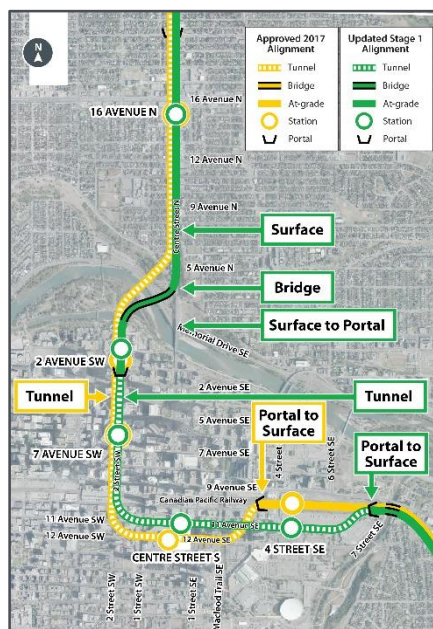 N
Approved 2017
Alignment
Tunnel
Bridge
At-grade
Station
Portal
Updated Stage 1
Alignment
Tunnel
Bridge
At-grade
Station
Portal
16 AVENUE N
16 Avenue N
12 Avenue N
9 Avenue N
Centre Street N
Surface
5 Avenue N
Bridge
Surface to Portal
Memorial Drive SE
2 AVENUE SW
Tunnel
2 Avenue SE
Tunnel
5 Avenue SE
Portal to
Surface
7 AVENUE SW
2 Street SW
7 Avenue SE
4 Street
6 Street SE
Portal to
Surface
9 Avenue SE
Canadian Pacific Railway
11 Avenue SW
11 Avenue SE
12 Avenue SW
12 Avenue SE
CENTRE STREET S
4 STREET SE
7 Street SE
2 Street SW
1 Street SW
1 Street SE
Macleod Trail SE